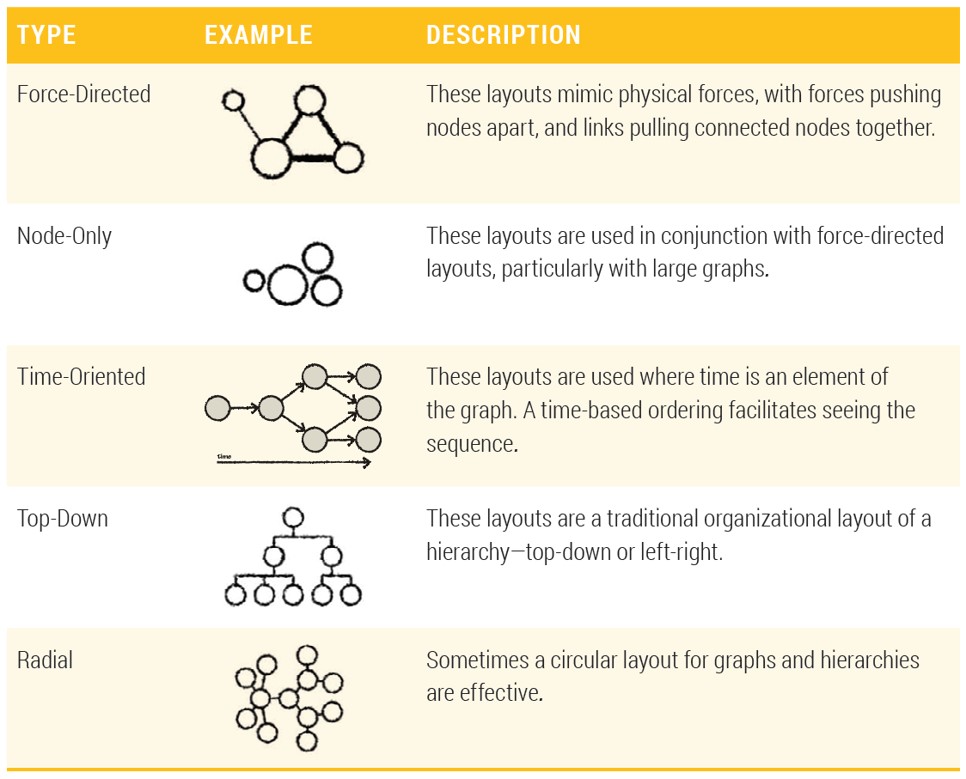 TYPE EXAMPLE DESCRIPTION
Force-Directed
These layouts mimic physical forces, with forces pushing
nodes apart, and links pulling connected nodes together.
Node-Only
These layouts are used in conjunction with force-directed
layouts, particularly with large graphs.
Time-Oriented
time
These layouts are used where time is an element of
the graph. A time-based ordering facilitates seeing the
sequence.
Top-Down
These layouts are a traditional organizational layout of a
hierarchy—top-down or left-right.
Radial
Sometimes a circular layout for graphs and hierarchies
are effective.